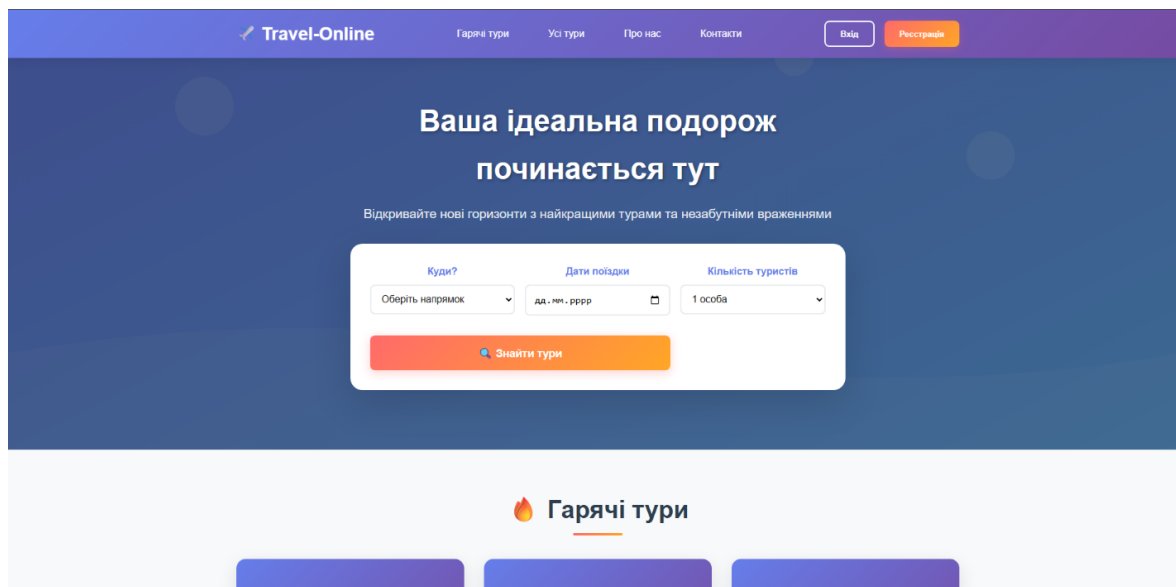 Travel-Online
Гарячі тури
Усі тури
Про нас
Контакти
Вхід
Реєстрація
Ваша ідеальна подорож
починається тут
Відкривайте нові горизонти з найкращими турами та незабутніми враженнями
Куди?
Дати поїздки
Кількість туристів
Оберіть напрямок
дд.мм.рррр
1 особа
Знайти тури
Гарячі тури